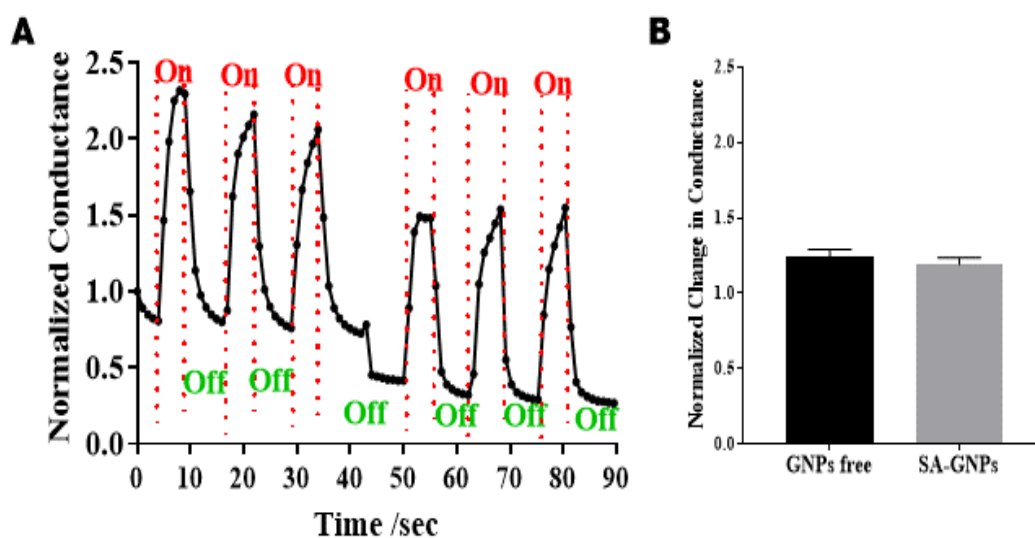 A
Normalized Conductance
2.5
2.0
1.5
1.0
0.5
0.0
On
On
On
On
On
On
Off
Off
Off
Off
Off
Off
0 10 20 30 40 50 60 70 80 90
Time /sec
B
Normalized Change in Conductance
2.5
2.0
1.5
1.0
0.5
0.0
GNPs free SA-GNPs